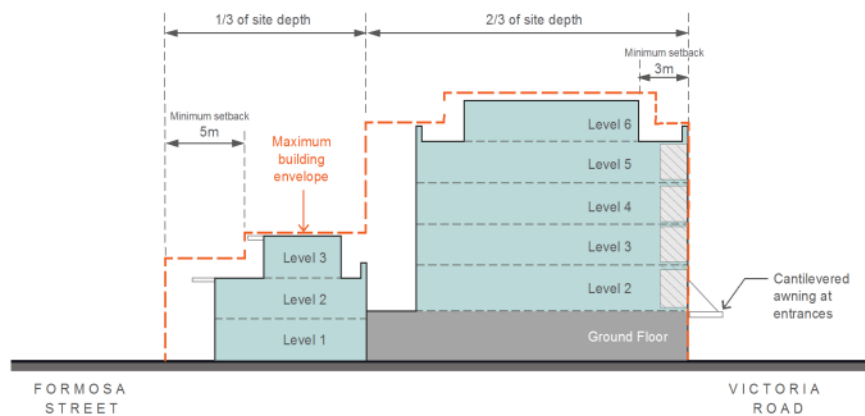 1/3 of site depth
2/3 of site depth
Minimum setback
3m
Minimum setback
5m
Maximum
building
envelope
Level 6
Level 5
Level 4
Level 3
Level 2
Ground Floor
Level 3
Level 2
Level 1
Cantilevered
awning at
entrances
FORMOSA
STREET
VICTORIA
ROAD